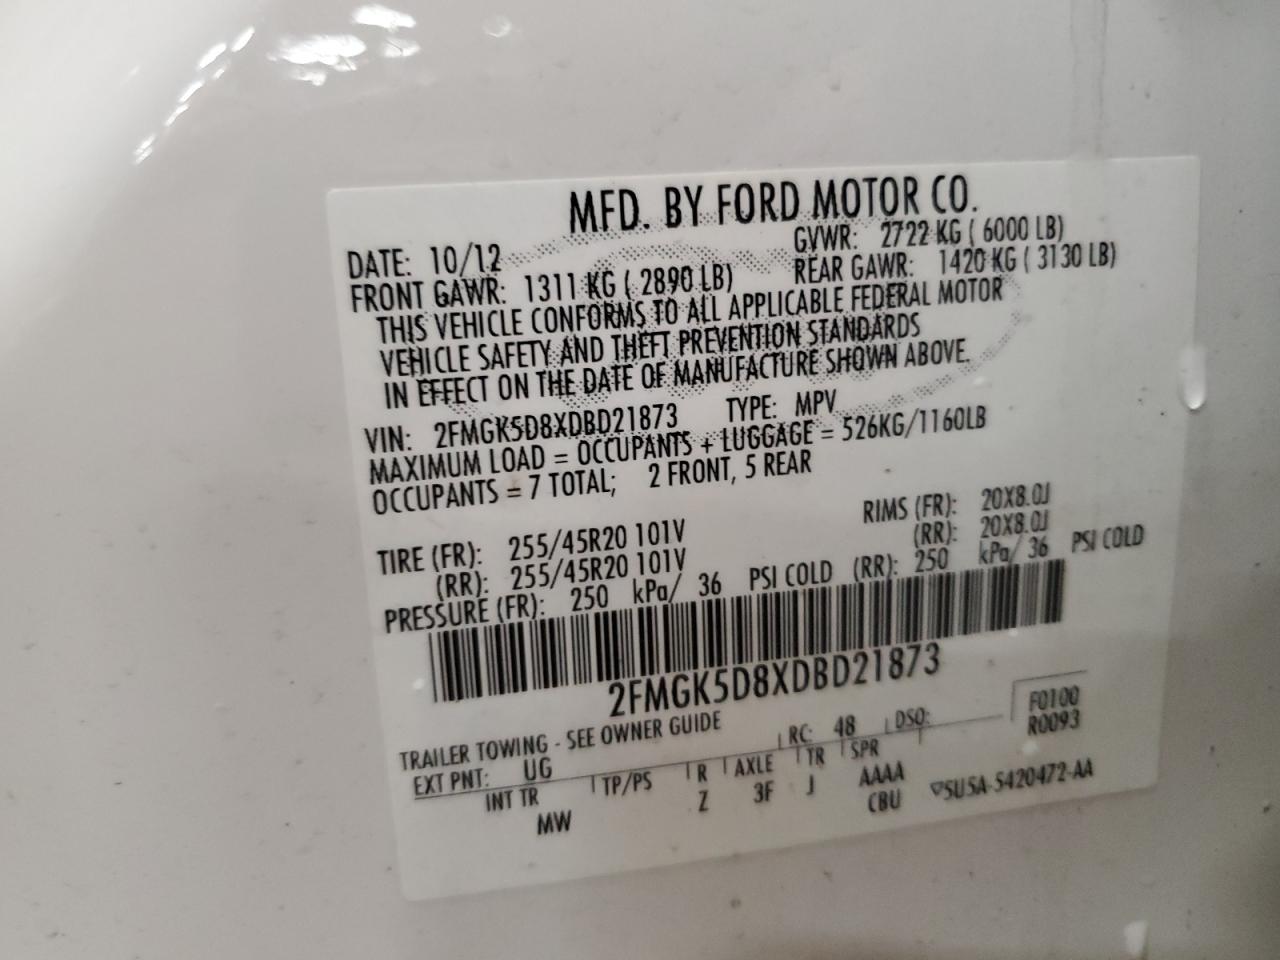 MFD. BY FORD MOTOR CO.
DATE: 10/12 GVWR: 2722 KG ( 6000 LB)
FRONT GAWR: 1311 KG ( 2890 LB) REAR GAWR: 1420 KG ( 3130 LB)
THIS VEHICLE CONFORMS TO ALL APPLICABLE FEDERAL MOTOR
VEHICLE SAFETY AND THEFT PREVENTION STANDARDS
IN EFFECT ON THE DATE OF MANUFACTURE SHOWN ABOVE.
VIN: 2FMGK5D8XDBD21873 TYPE: MPV
MAXIMUM LOAD = OCCUPANTS + LUGGAGE = 526KG/1160LB
OCCUPANTS = 7 TOTAL; 2 FRONT, 5 REAR
TIRE (FR): 255/45R20 101V RIMS (FR): 20X8.0J
(RR): 255/45R20 101V (RR): 20X8.0J
PRESSURE (FR): 250 kPa/ 36 PSI COLD (RR): 250 kPa/ 36 PSI COLD
2FMGK5D8XDBD21873
TRAILER TOWING - SEE OWNER GUIDE F0100
EXT PNT: UG RC: 48 DSO: R0093
INT TR TP/PS R AXLE TR SPR
MW Z 3F J AAAA
CBU 5U5A-5420472-AA